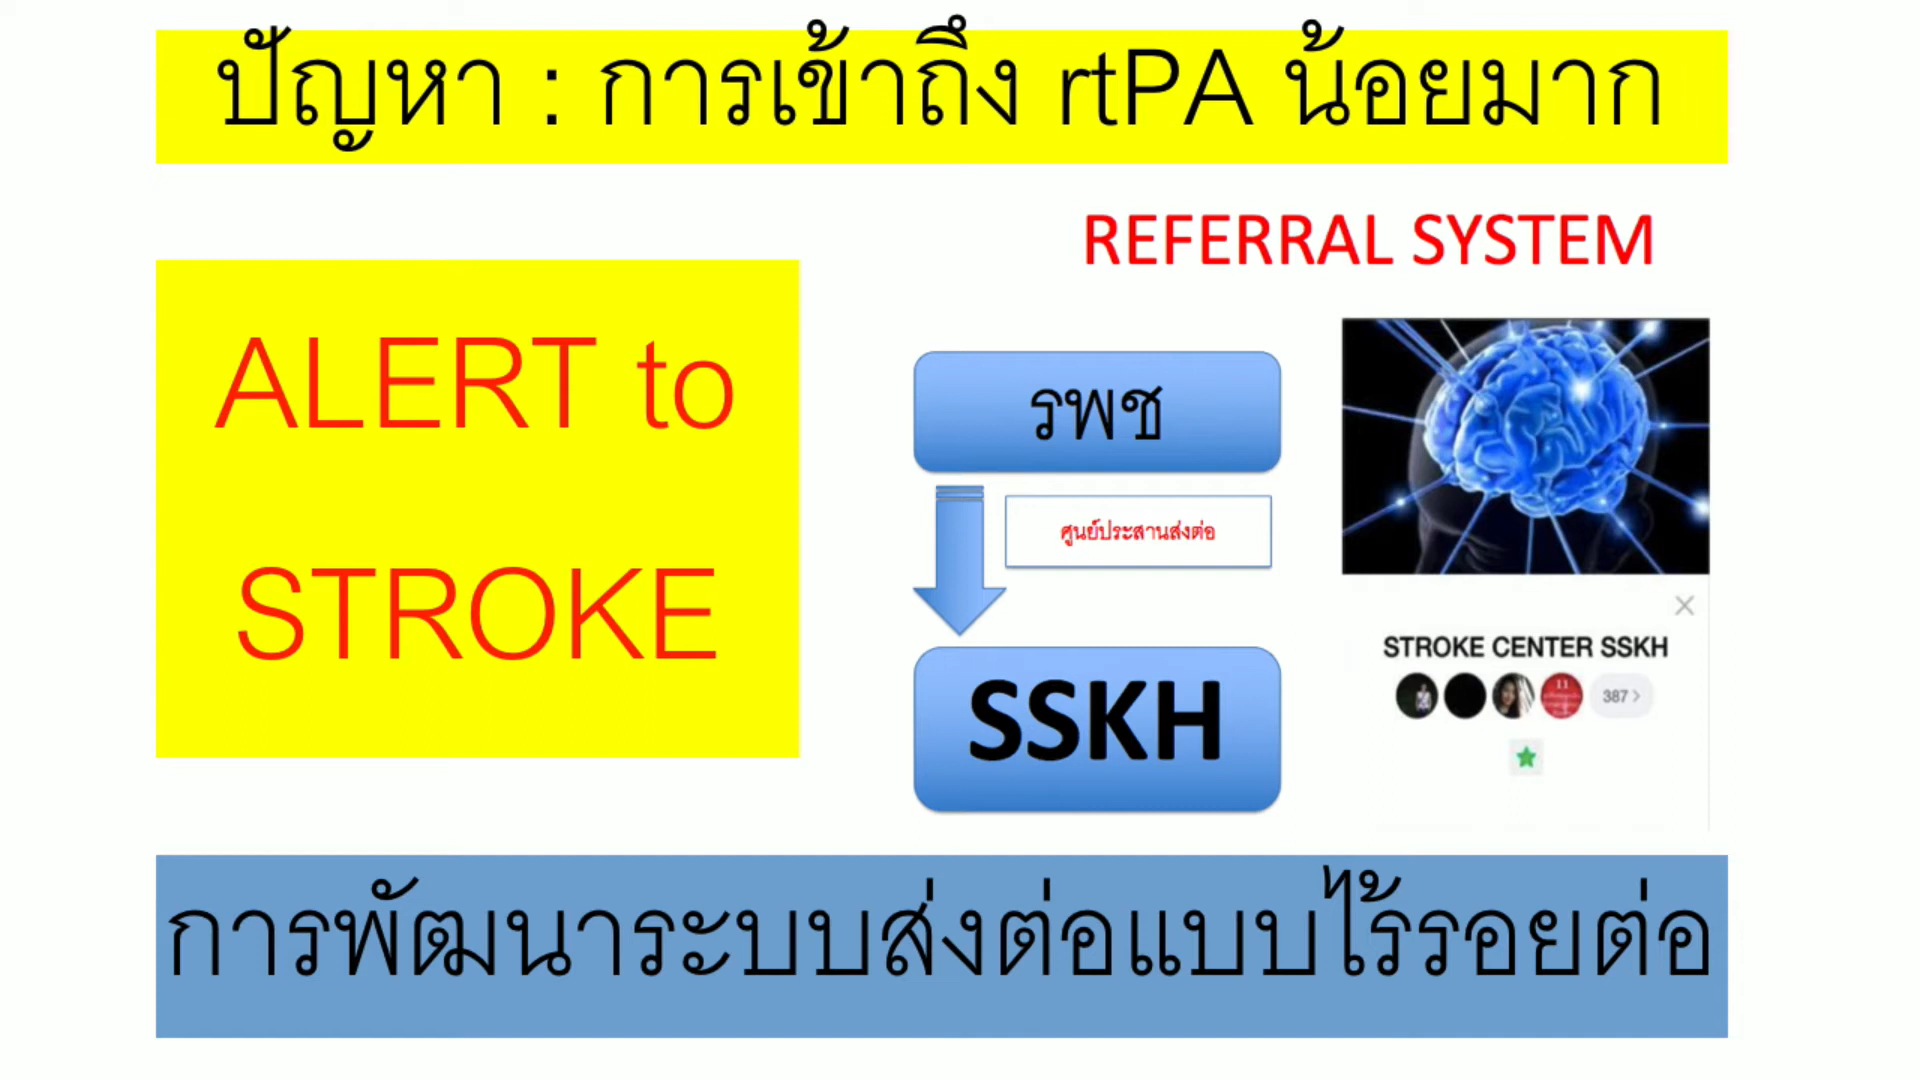 ปัญหา : การเข้าถึง rtPA น้อยมาก
REFERRAL SYSTEM
ALERT to
STROKE
รพช
ศูนย์ประสานส่งต่อ
SSKH
STROKE CENTER SSKH
11
387 >
การพัฒนาระบบส่งต่อแบบไร้รอยต่อ